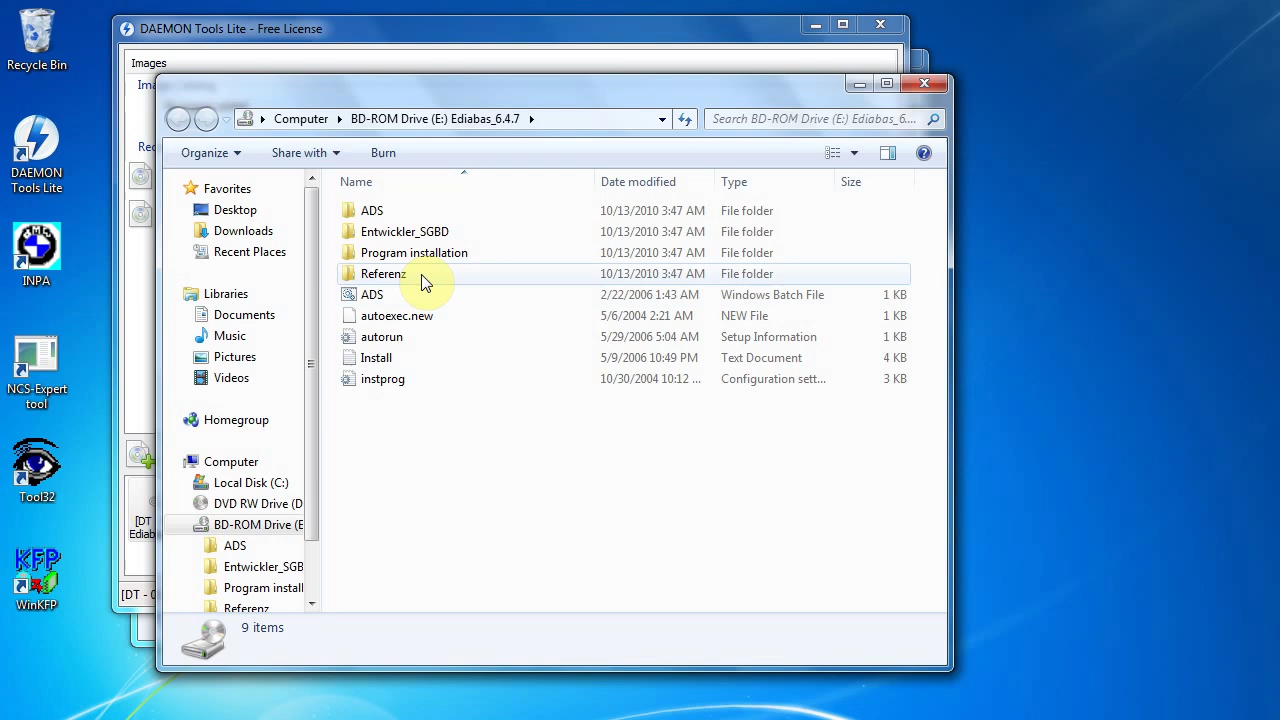 Recycle Bin
DAEMON Tools Lite
INPA
NCS-Expert tool
Tool32
KFP
WinKFP
DAEMON Tools Lite - Free License
Images
Computer BD-ROM Drive (E:) Ediabas_6.4.7
Search BD-ROM Drive (E:) Ediabas_6....
Organize Share with Burn
Favorites
Desktop
Downloads
Recent Places
Libraries
Documents
Music
Pictures
Videos
Homegroup
Computer
Local Disk (C:)
DVD RW Drive (D
BD-ROM Drive (E
ADS
Entwickler_SGB
Program install
Referenz
Name Date modified Type Size
ADS 10/13/2010 3:47 AM File folder
Entwickler_SGBD 10/13/2010 3:47 AM File folder
Program installation 10/13/2010 3:47 AM File folder
Referenz 10/13/2010 3:47 AM File folder
ADS 2/22/2006 1:43 AM Windows Batch File 1 KB
autoexec.new 5/6/2004 2:21 AM NEW File 1 KB
autorun 5/29/2006 5:04 AM Setup Information 1 KB
Install 5/9/2006 10:49 PM Text Document 4 KB
instprog 10/30/2004 10:12 ... Configuration sett... 3 KB
9 items
[DT
Ediab